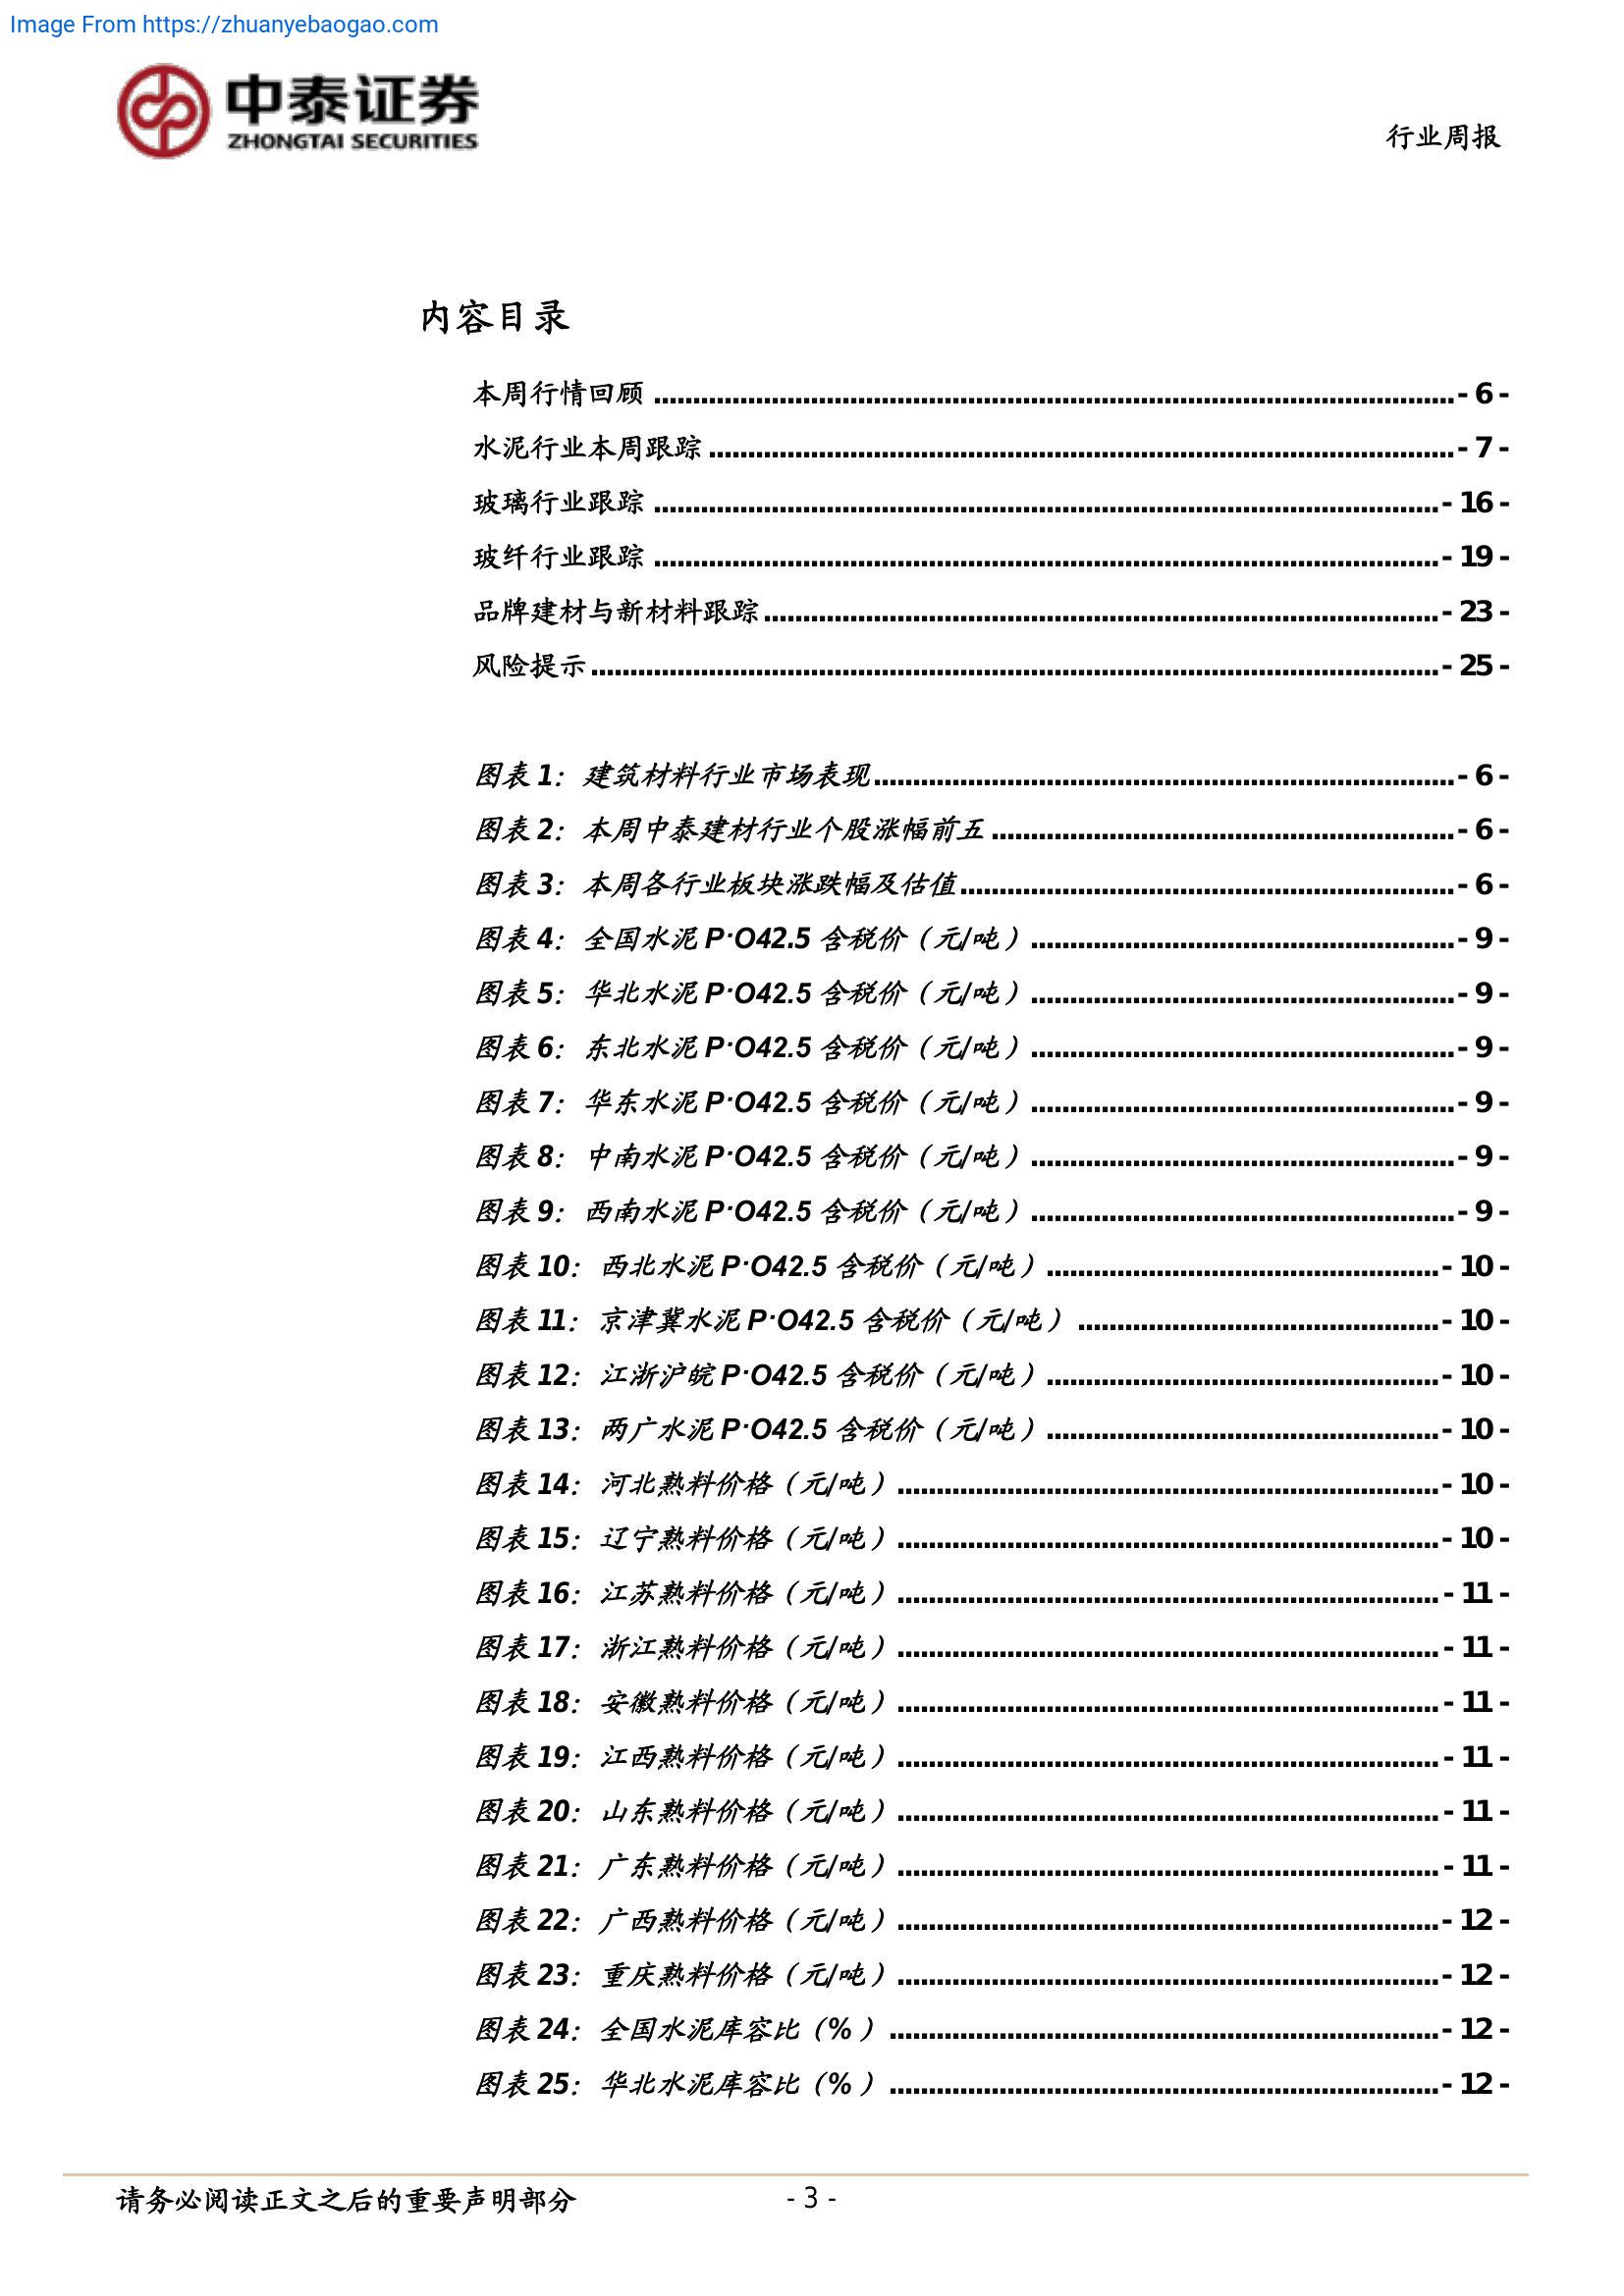 Image From https://zhuanyebaogao.com
中泰证券
ZHONGTAI SECURITIES
行业周报
内容目录
本周行情回顾 ........ - 6 -
水泥行业本周跟踪 ........ - 7 -
玻璃行业跟踪 ........ - 16 -
玻纤行业跟踪 ........ - 19 -
品牌建材与新材料跟踪 ........ - 23 -
风险提示 ........ - 25 -
图表 1：建筑材料行业市场表现 ........ - 6 -
图表 2：本周中泰建材行业个股涨幅前五 ........ - 6 -
图表 3：本周各行业板块涨跌幅及估值 ........ - 6 -
图表 4：全国水泥 P·O42.5 含税价（元/吨） ........ - 9 -
图表 5：华北水泥 P·O42.5 含税价（元/吨） ........ - 9 -
图表 6：东北水泥 P·O42.5 含税价（元/吨） ........ - 9 -
图表 7：华东水泥 P·O42.5 含税价（元/吨） ........ - 9 -
图表 8：中南水泥 P·O42.5 含税价（元/吨） ........ - 9 -
图表 9：西南水泥 P·O42.5 含税价（元/吨） ........ - 9 -
图表 10：西北水泥 P·O42.5 含税价（元/吨） ........ - 10 -
图表 11：京津冀水泥 P·O42.5 含税价（元/吨） ........ - 10 -
图表 12：江浙沪皖 P·O42.5 含税价（元/吨） ........ - 10 -
图表 13：两广水泥 P·O42.5 含税价（元/吨） ........ - 10 -
图表 14：河北熟料价格（元/吨） ........ - 10 -
图表 15：辽宁熟料价格（元/吨） ........ - 10 -
图表 16：江苏熟料价格（元/吨） ........ - 11 -
图表 17：浙江熟料价格（元/吨） ........ - 11 -
图表 18：安徽熟料价格（元/吨） ........ - 11 -
图表 19：江西熟料价格（元/吨） ........ - 11 -
图表 20：山东熟料价格（元/吨） ........ - 11 -
图表 21：广东熟料价格（元/吨） ........ - 11 -
图表 22：广西熟料价格（元/吨） ........ - 12 -
图表 23：重庆熟料价格（元/吨） ........ - 12 -
图表 24：全国水泥库容比（%） ........ - 12 -
图表 25：华北水泥库容比（%） ........ - 12 -
请务必阅读正文之后的重要声明部分
- 3 -